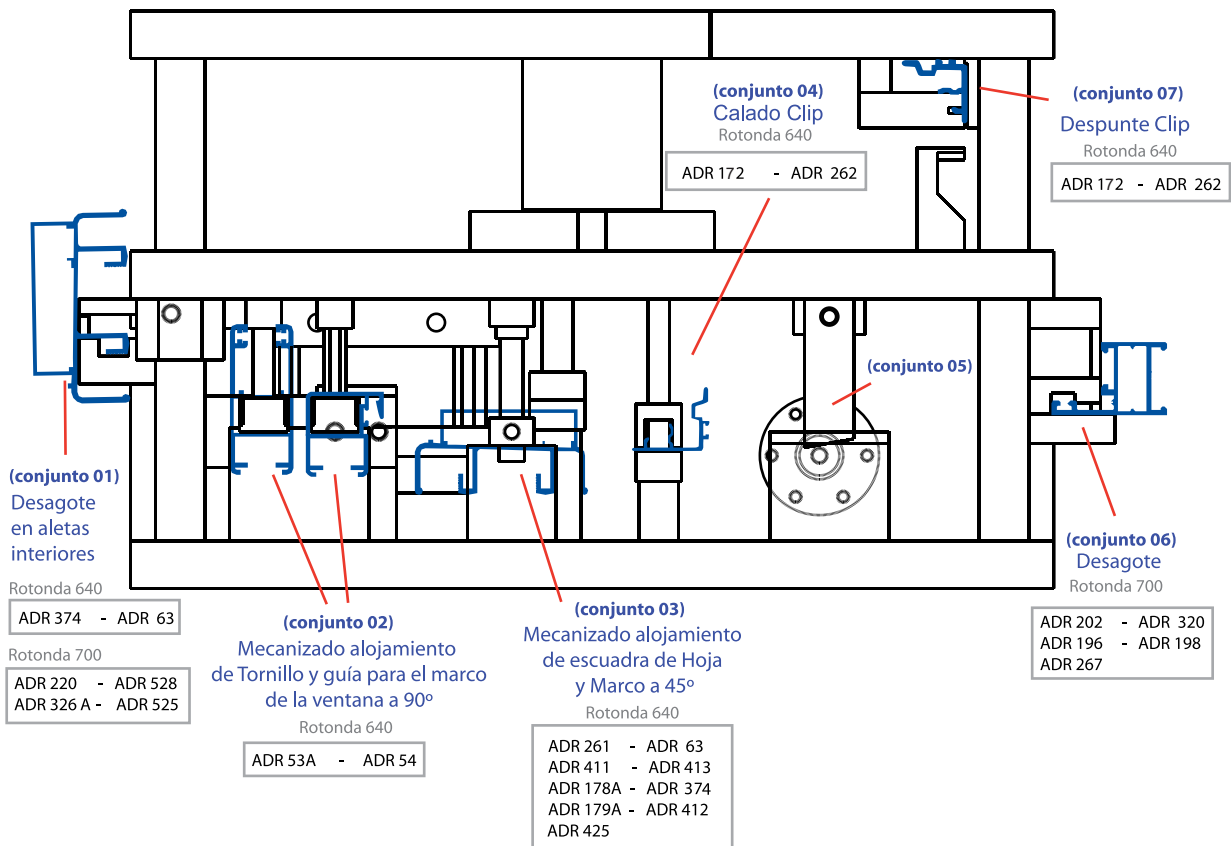 (conjunto 04)
Calado Clip
Rotonda 640
ADR 172 - ADR 262
(conjunto 07)
Despunte Clip
Rotonda 640
ADR 172 - ADR 262
(conjunto 05)
(conjunto 01)
Desagote
en aletas
interiores
Rotonda 640
ADR 374 - ADR 63
Rotonda 700
ADR 220 - ADR 528
ADR 326 A - ADR 525
(conjunto 02)
Mecanizado alojamiento
de Tornillo y guía para el marco
de la ventana a 90º
Rotonda 640
ADR 53A - ADR 54
(conjunto 03)
Mecanizado alojamiento
de escuadra de Hoja
y Marco a 45º
Rotonda 640
ADR 261 - ADR 63
ADR 411 - ADR 413
ADR 178A - ADR 374
ADR 179A - ADR 412
ADR 425
(conjunto 06)
Desagote
Rotonda 700
ADR 202 - ADR 320
ADR 196 - ADR 198
ADR 267